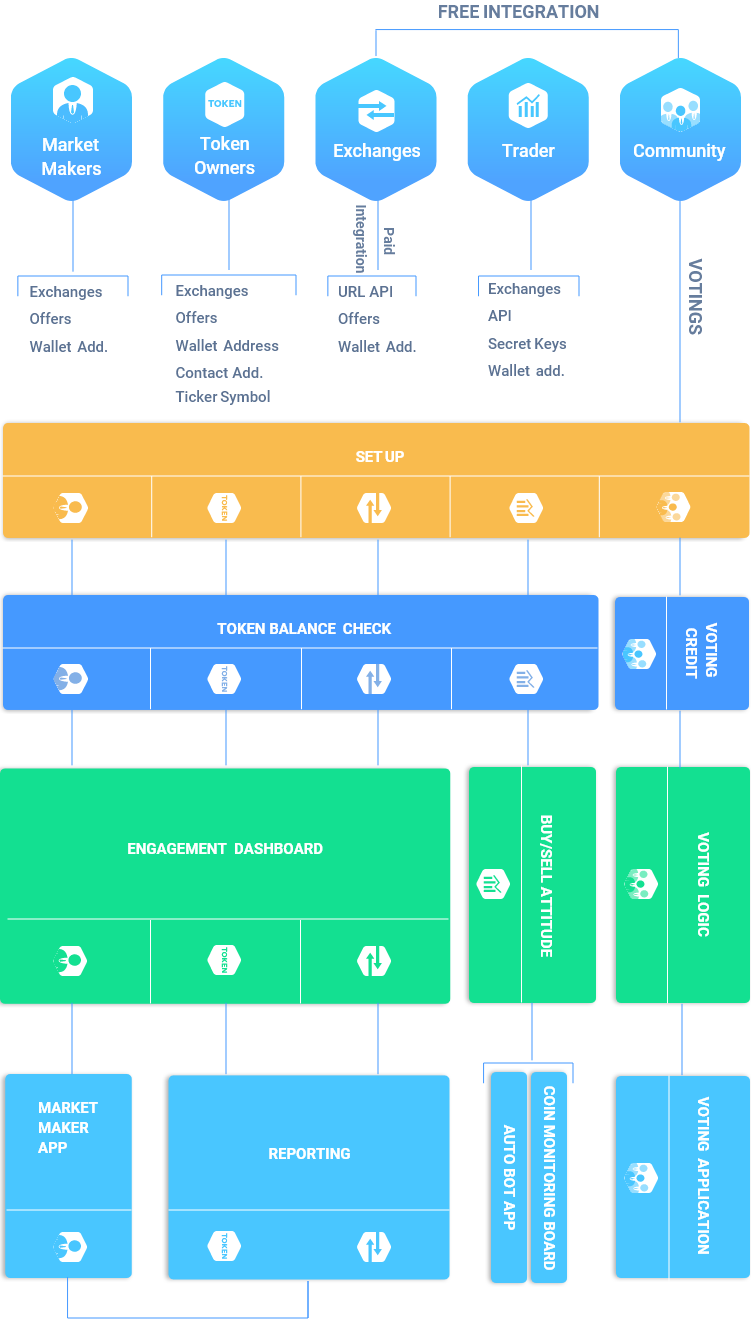 FREE INTEGRATION
Market
Makers
TOKEN
Token
Owners
Exchanges
Trader
Community
Paid
Integration
VOTINGS
Exchanges
Offers
Wallet Add.
Exchanges
Offers
Wallet Address
Contact Add.
Ticker Symbol
URL API
Offers
Wallet Add.
Exchanges
API
Secret Keys
Wallet add.
SET UP
TOKEN
TOKEN BALANCE CHECK
TOKEN
VOTING
CREDIT
ENGAGEMENT DASHBOARD
TOKEN
BUY/SELL ATTITUDE
VOTING LOGIC
MARKET
MAKER
APP
REPORTING
TOKEN
AUTO BOT APP
COIN MONITORING BOARD
VOTING APPLICATION